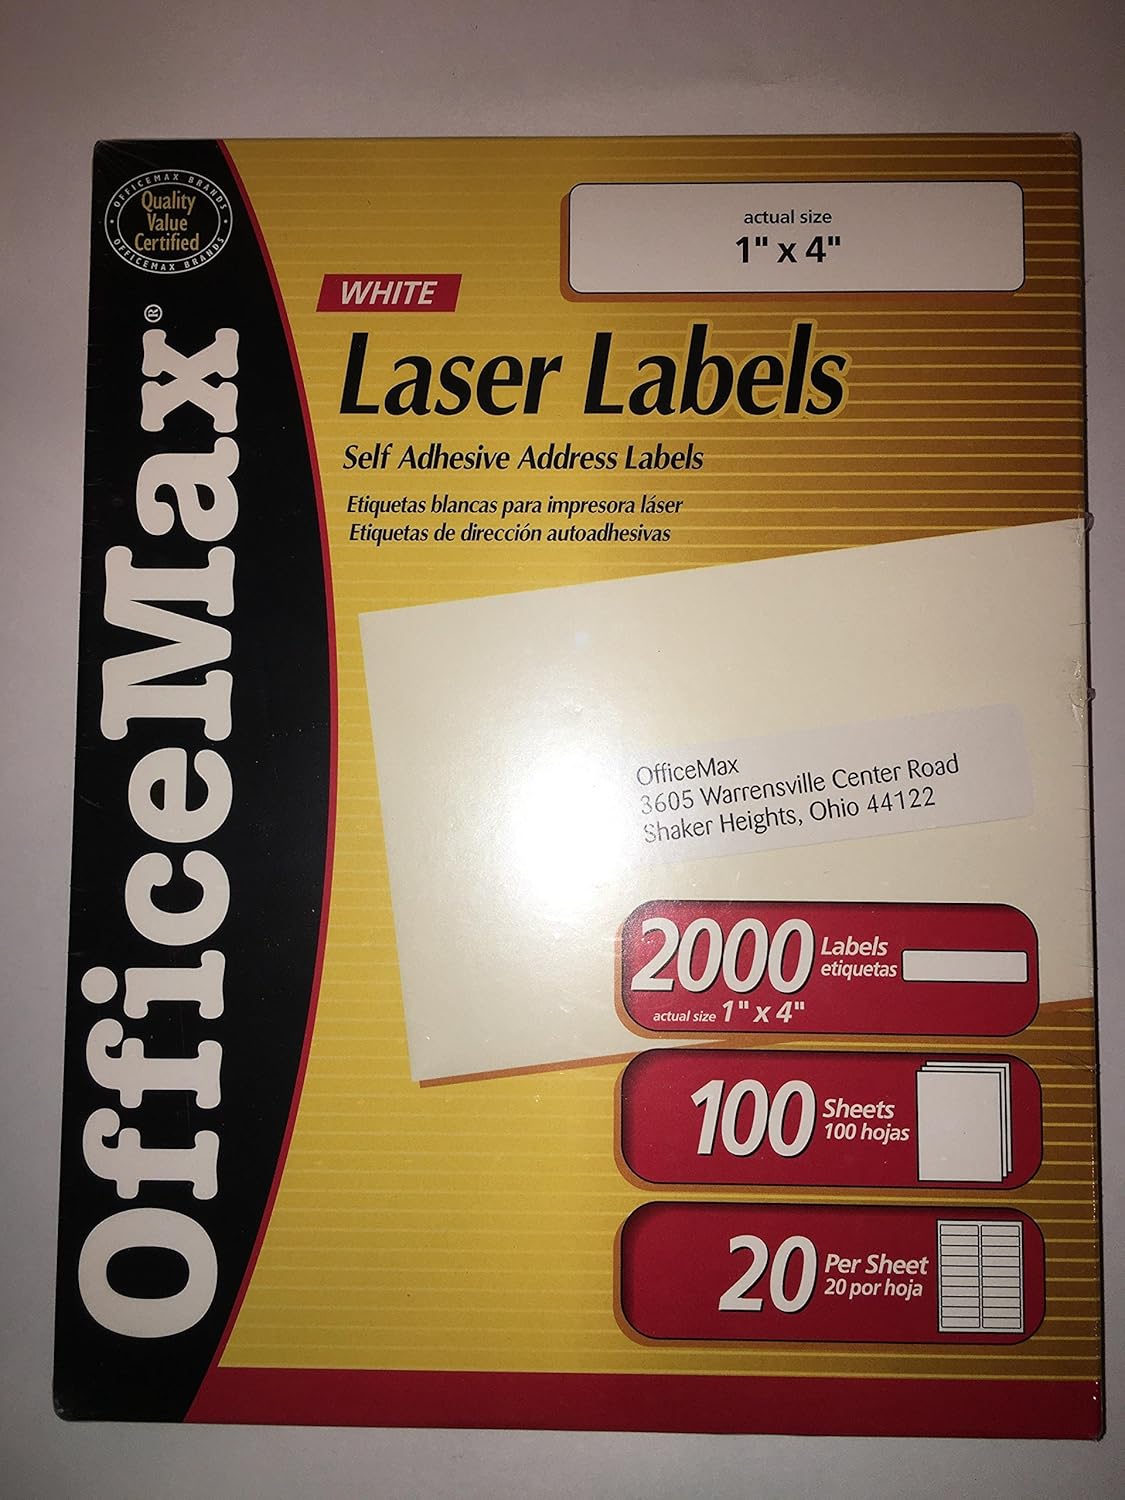 OFFICEMAX BRANDS
Quality
Value
Certified
OFFICEMAX BRANDS
OfficeMax®
actual size
1" x 4"
WHITE
Laser Labels
Self Adhesive Address Labels
Etiquetas blancas para impresora láser
Etiquetas de dirección autoadhesivas
OfficeMax
3605 Warrensville Center Road
Shaker Heights, Ohio 44122
2000 Labels
etiquetas
actual size 1" x 4"
100 Sheets
100 hojas
20 Per Sheet
20 por hoja